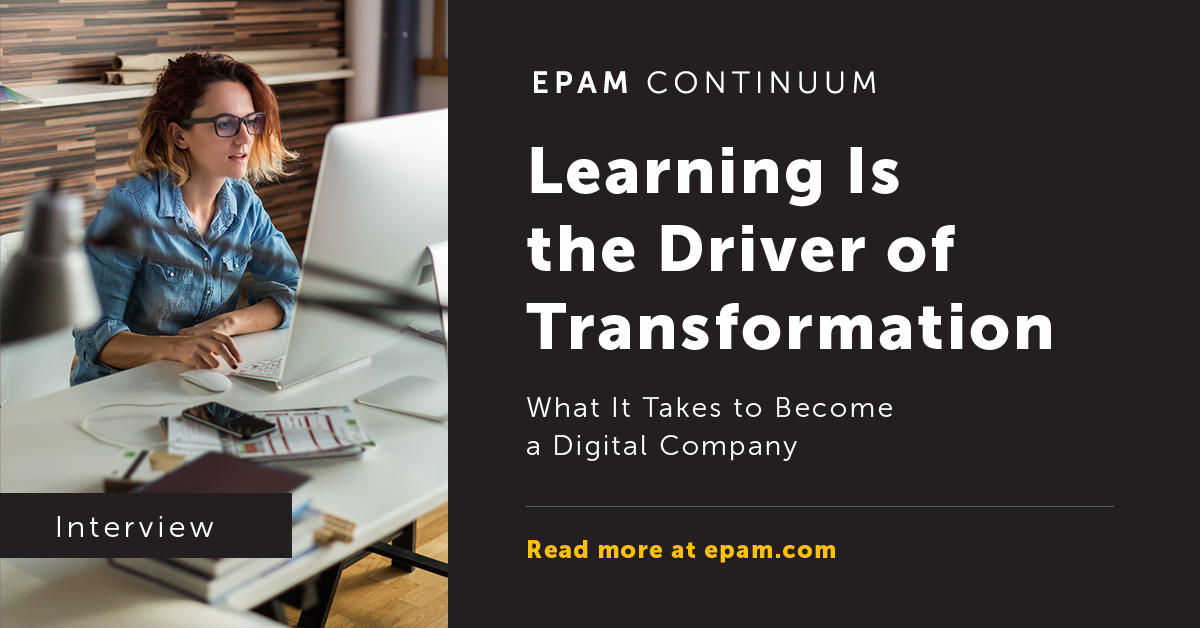 EPAM CONTINUUM
Learning Is
the Driver of
Transformation
What It Takes to Become
a Digital Company
Read more at epam.com
Interview